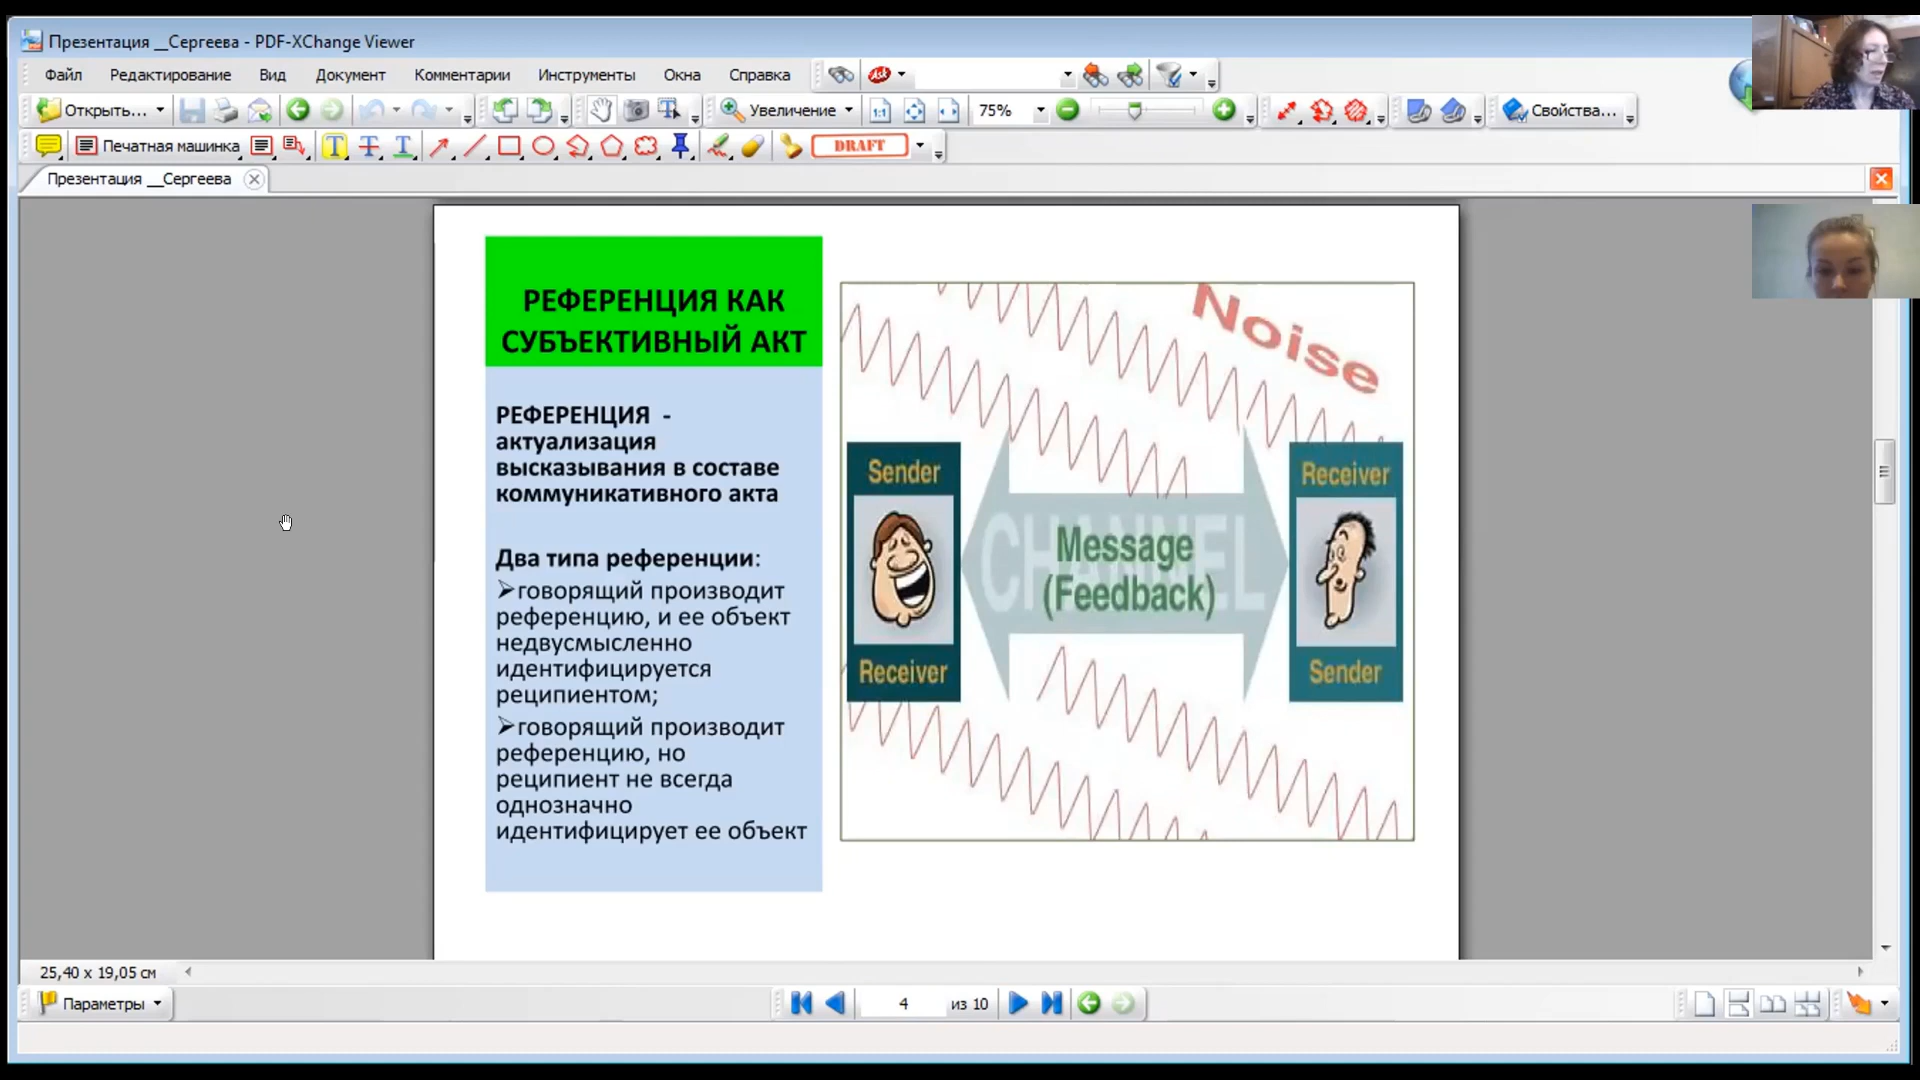 Презентация __Сергеева - PDF-XChange Viewer
Файл Редактирование Вид Документ Комментарии Инструменты Окна Справка
Открыть... Увеличение 75% Свойства...
Печатная машинка DRAFT
Презентация __Сергеева
РЕФЕРЕНЦИЯ КАК
СУБЪЕКТИВНЫЙ АКТ
РЕФЕРЕНЦИЯ -
актуализация
высказывания в составе
коммуникативного акта
Два типа референции:
говорящий производит
референцию, и ее объект
недвусмысленно
идентифицируется
реципиентом;
говорящий производит
референцию, но
реципиент не всегда
однозначно
идентифицирует ее объект
Noise
Sender
Receiver
CHANNEL
Message
(Feedback)
Receiver
Sender
25,40 x 19,05 см
Параметры
4 из 10